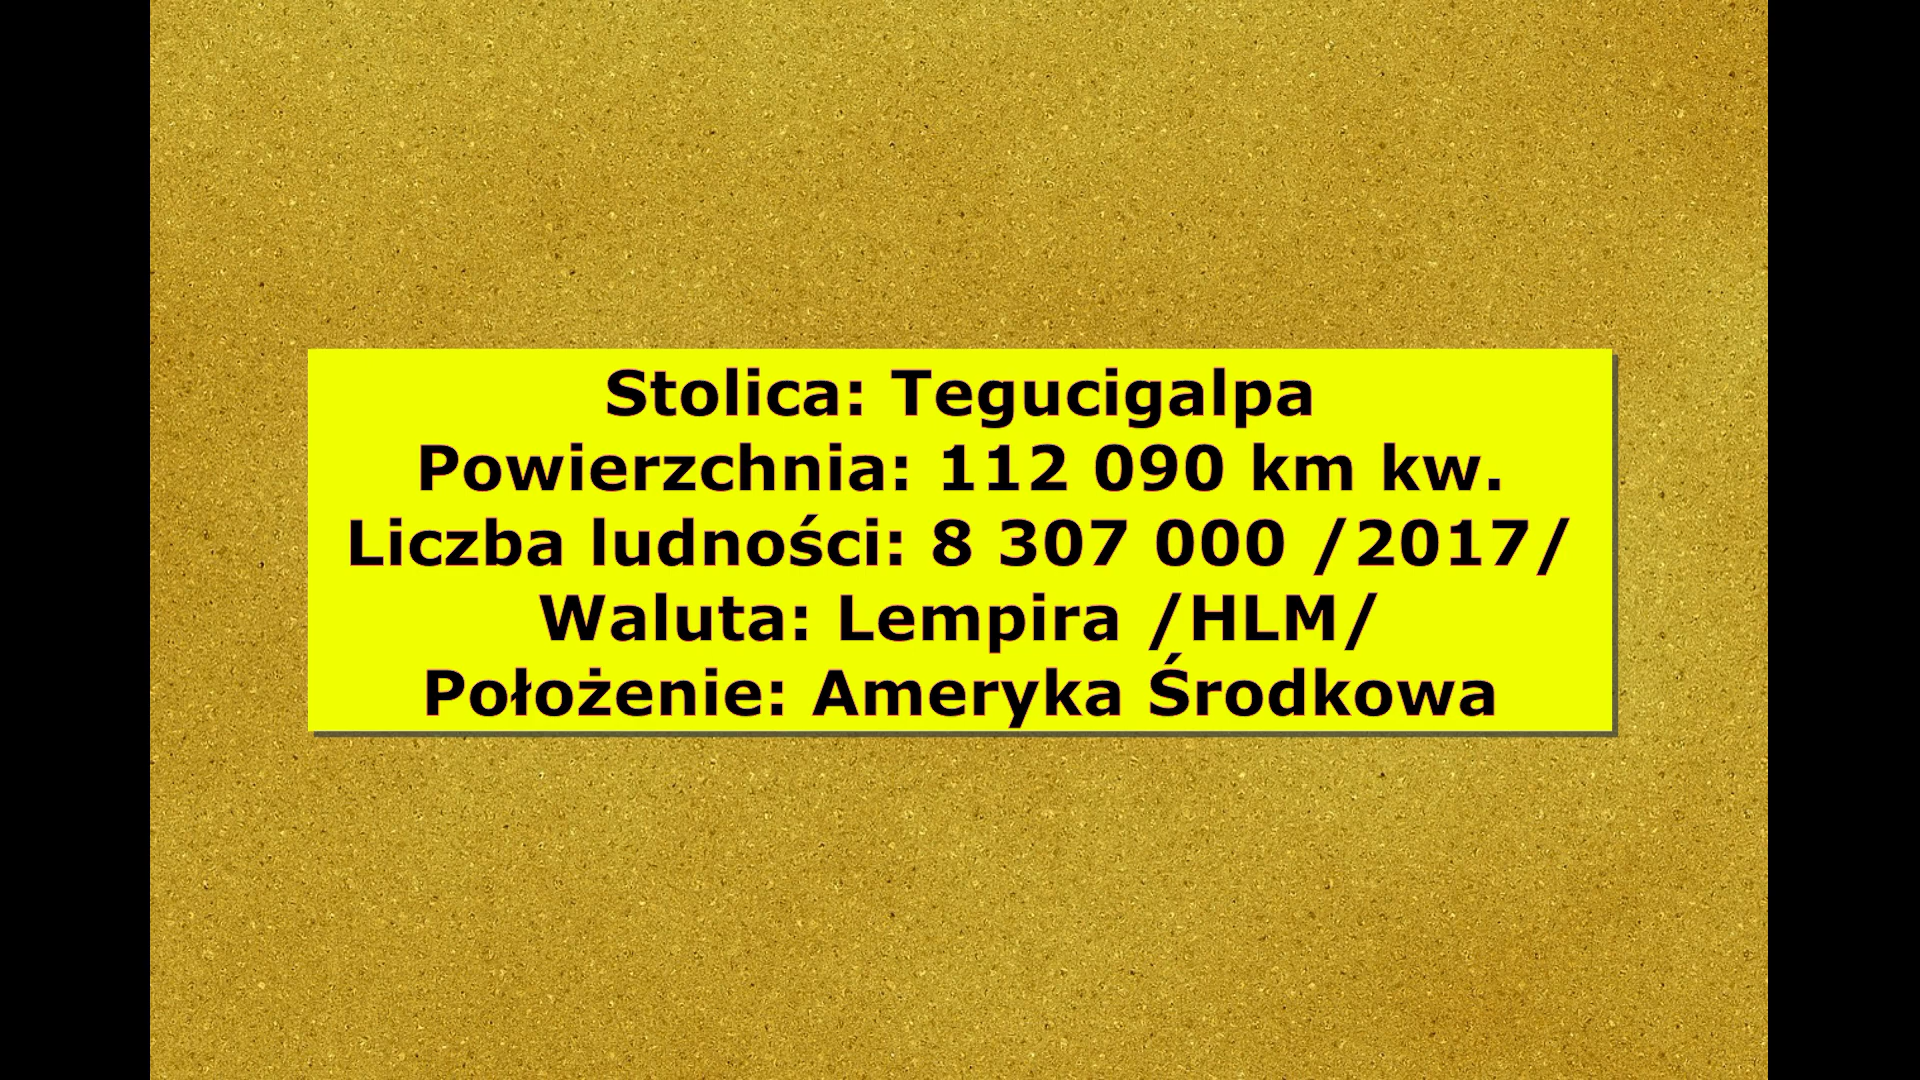 Stolica: Tegucigalpa
Powierzchnia: 112 090 km kw.
Liczba ludności: 8 307 000 /2017/
Waluta: Lempira /HLM/
Położenie: Ameryka Środkowa